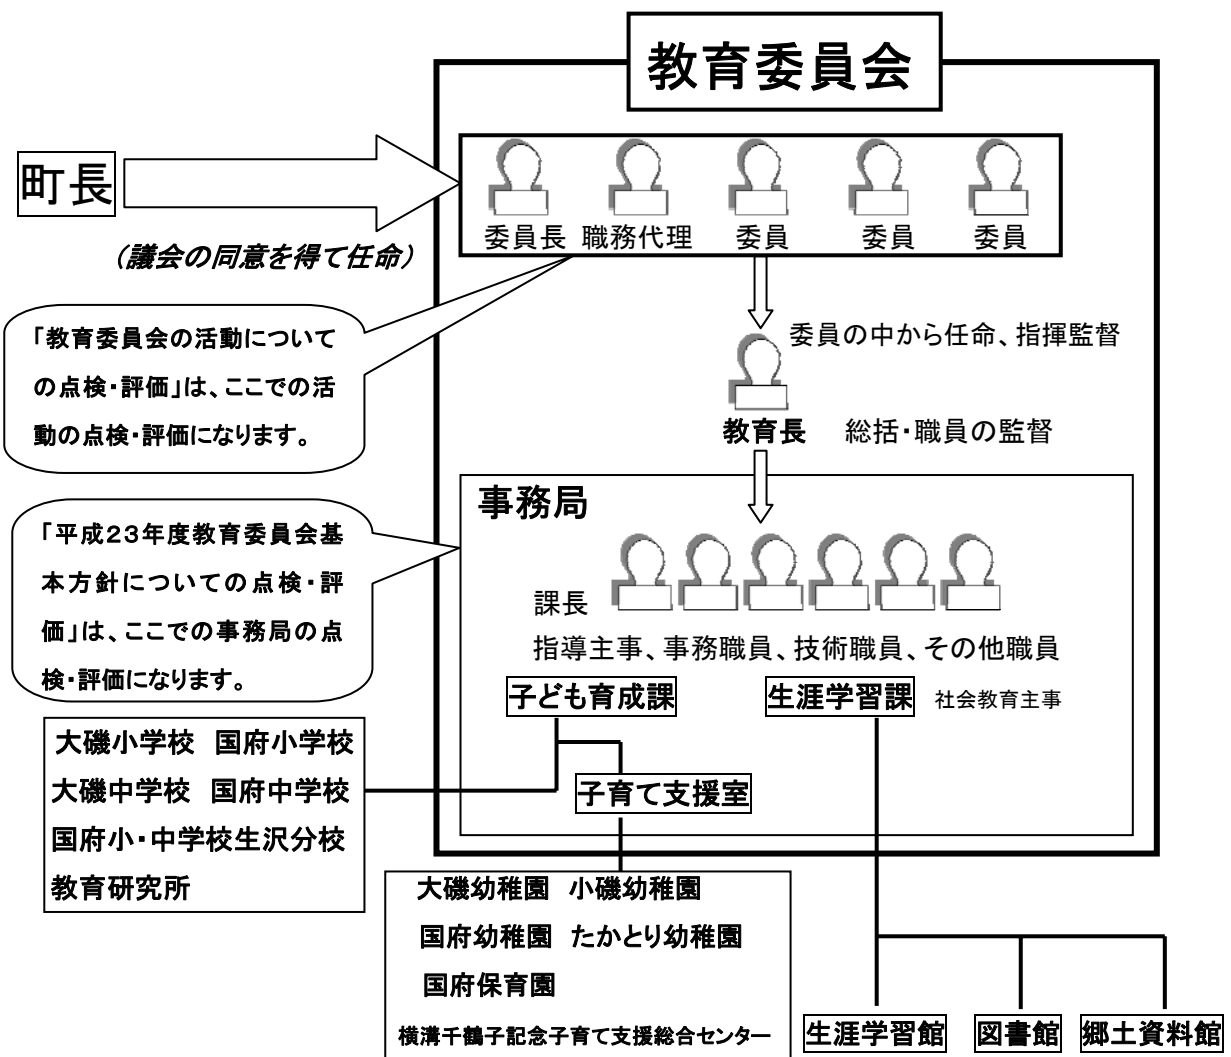 教育委員会
町長
委員長 職務代理 委員 委員 委員
(議会の同意を得て任命)
「教育委員会の活動について
の点検・評価」は、ここでの活
動の点検・評価になります。
委員の中から任命、指揮監督
教育長 総括・職員の監督
事務局
「平成23年度教育委員会基
本方針についての点検・評
価」は、ここでの事務局の点
検・評価になります。
課長
指導主事、事務職員、技術職員、その他職員
子ども育成課 生涯学習課 社会教育主事
大磯小学校 国府小学校
大磯中学校 国府中学校
国府小・中学校生沢分校
教育研究所
子育て支援室
大磯幼稚園 小磯幼稚園
国府幼稚園 たかとり幼稚園
国府保育園
横溝千鶴子記念子育て支援総合センター
生涯学習館 図書館 郷土資料館